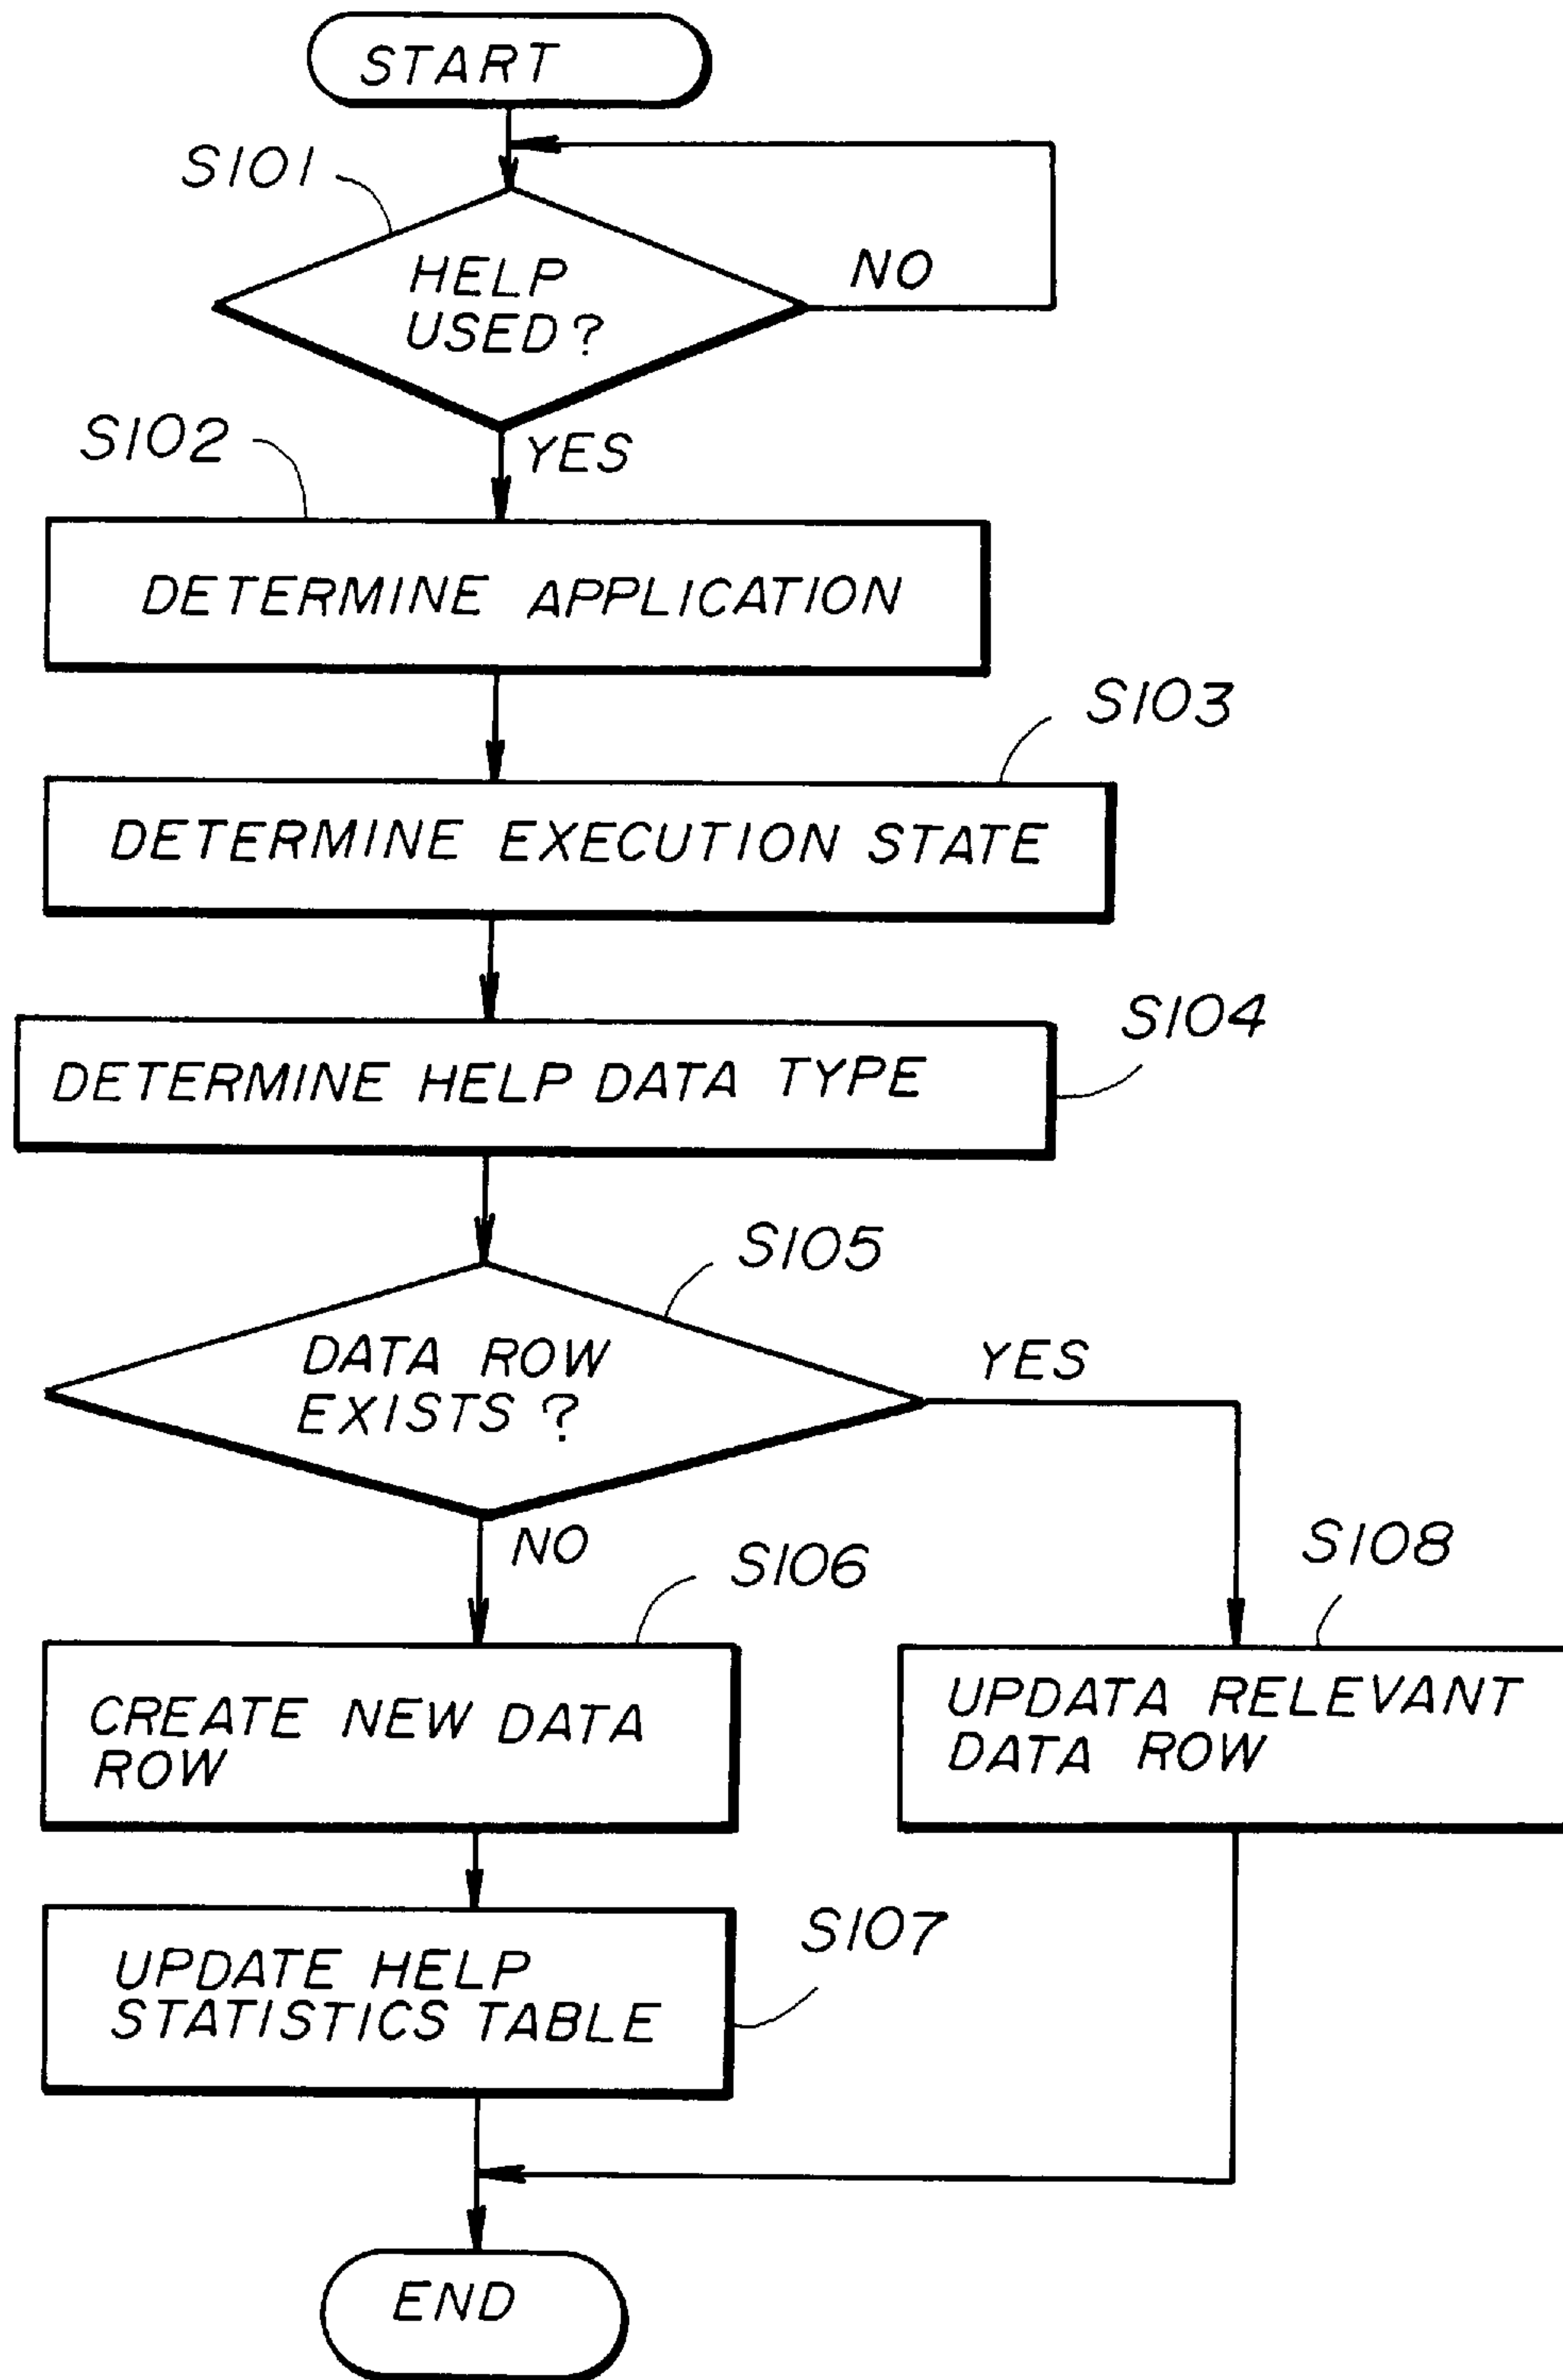 START
S101
HELP
USED?
NO
S102
YES
DETERMINE APPLICATION
S103
DETERMINE EXECUTION STATE
S104
DETERMINE HELP DATA TYPE
S105
DATA ROW
EXISTS?
YES
NO
S106
S108
CREATE NEW DATA
ROW
UPDATA RELEVANT
DATA ROW
S107
UPDATE HELP
STATISTICS TABLE
END